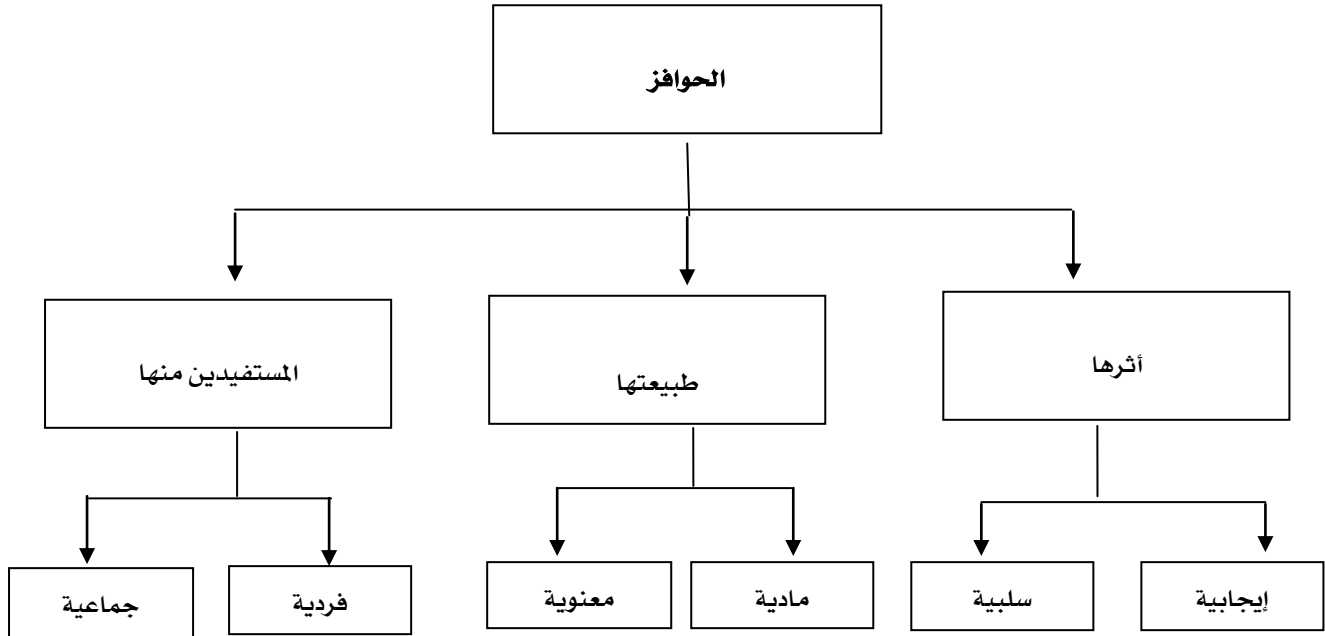 الحوافز
أثرها
طبيعتها
المستفيدين منها
إيجابية
سلبية
مادية
معنوية
فردية
جماعية